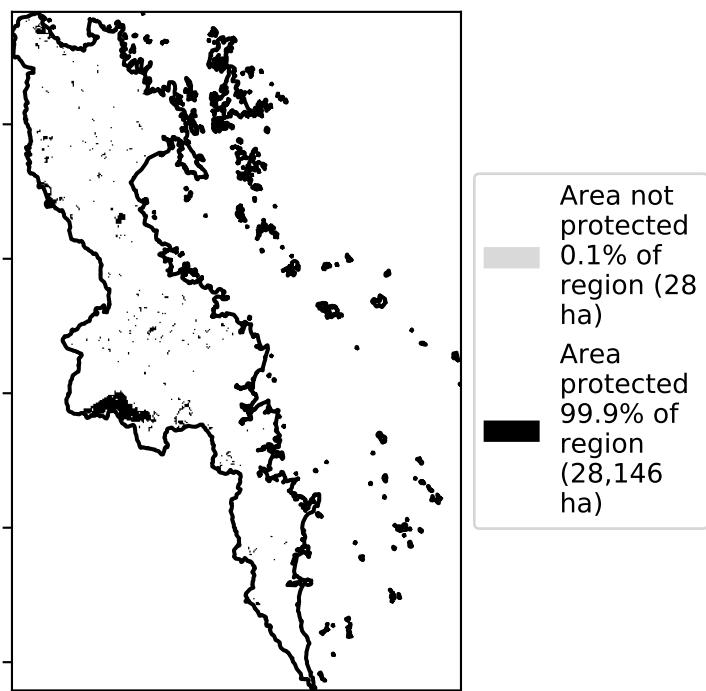 Area not
protected
0.1% of
region (28
ha)
Area
protected
99.9% of
region
(28,146
ha)